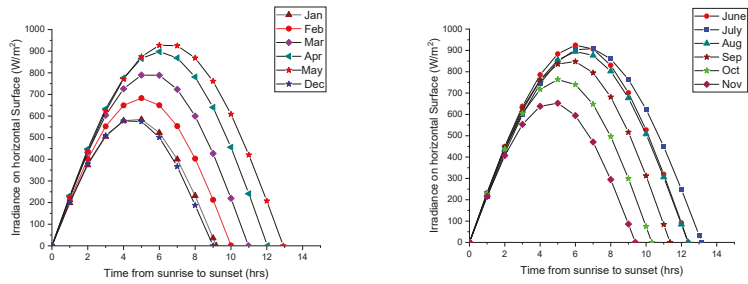 Irradiance on horizontal Surface (W/m²)
1000
900
800
700
600
500
400
300
200
100
0
0 2 4 6 8 10 12 14
Time from sunrise to sunset (hrs)
Jan
Feb
Mar
Apr
May
Dec
Irradiance on horizontal Surface (W/m²)
1000
900
800
700
600
500
400
300
200
100
0
0 2 4 6 8 10 12 14
Time from sunrise to sunset (hrs)
June
July
Aug
Sep
Oct
Nov